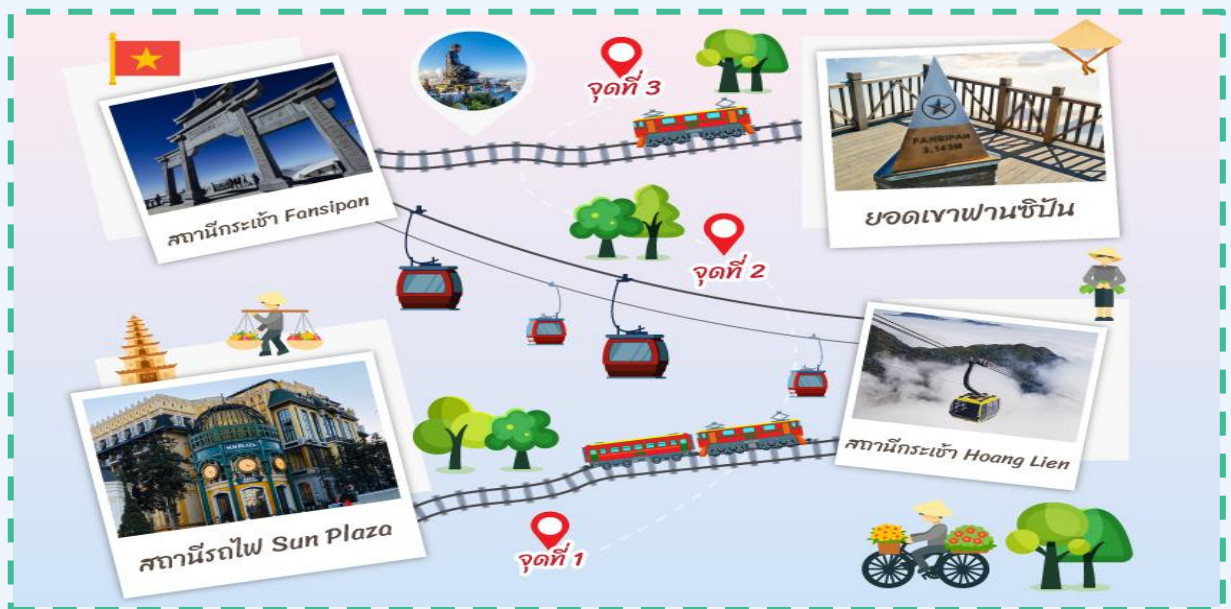 จุดที่ 3
FANSIPAN
3.143M
สถานีกระเช้า Fansipan
ยอดเขาฟานซิปัน
จุดที่ 2
SUN PLAZA
สถานีกระเช้า Hoang Lien
สถานีรถไฟ Sun Plaza
จุดที่ 1